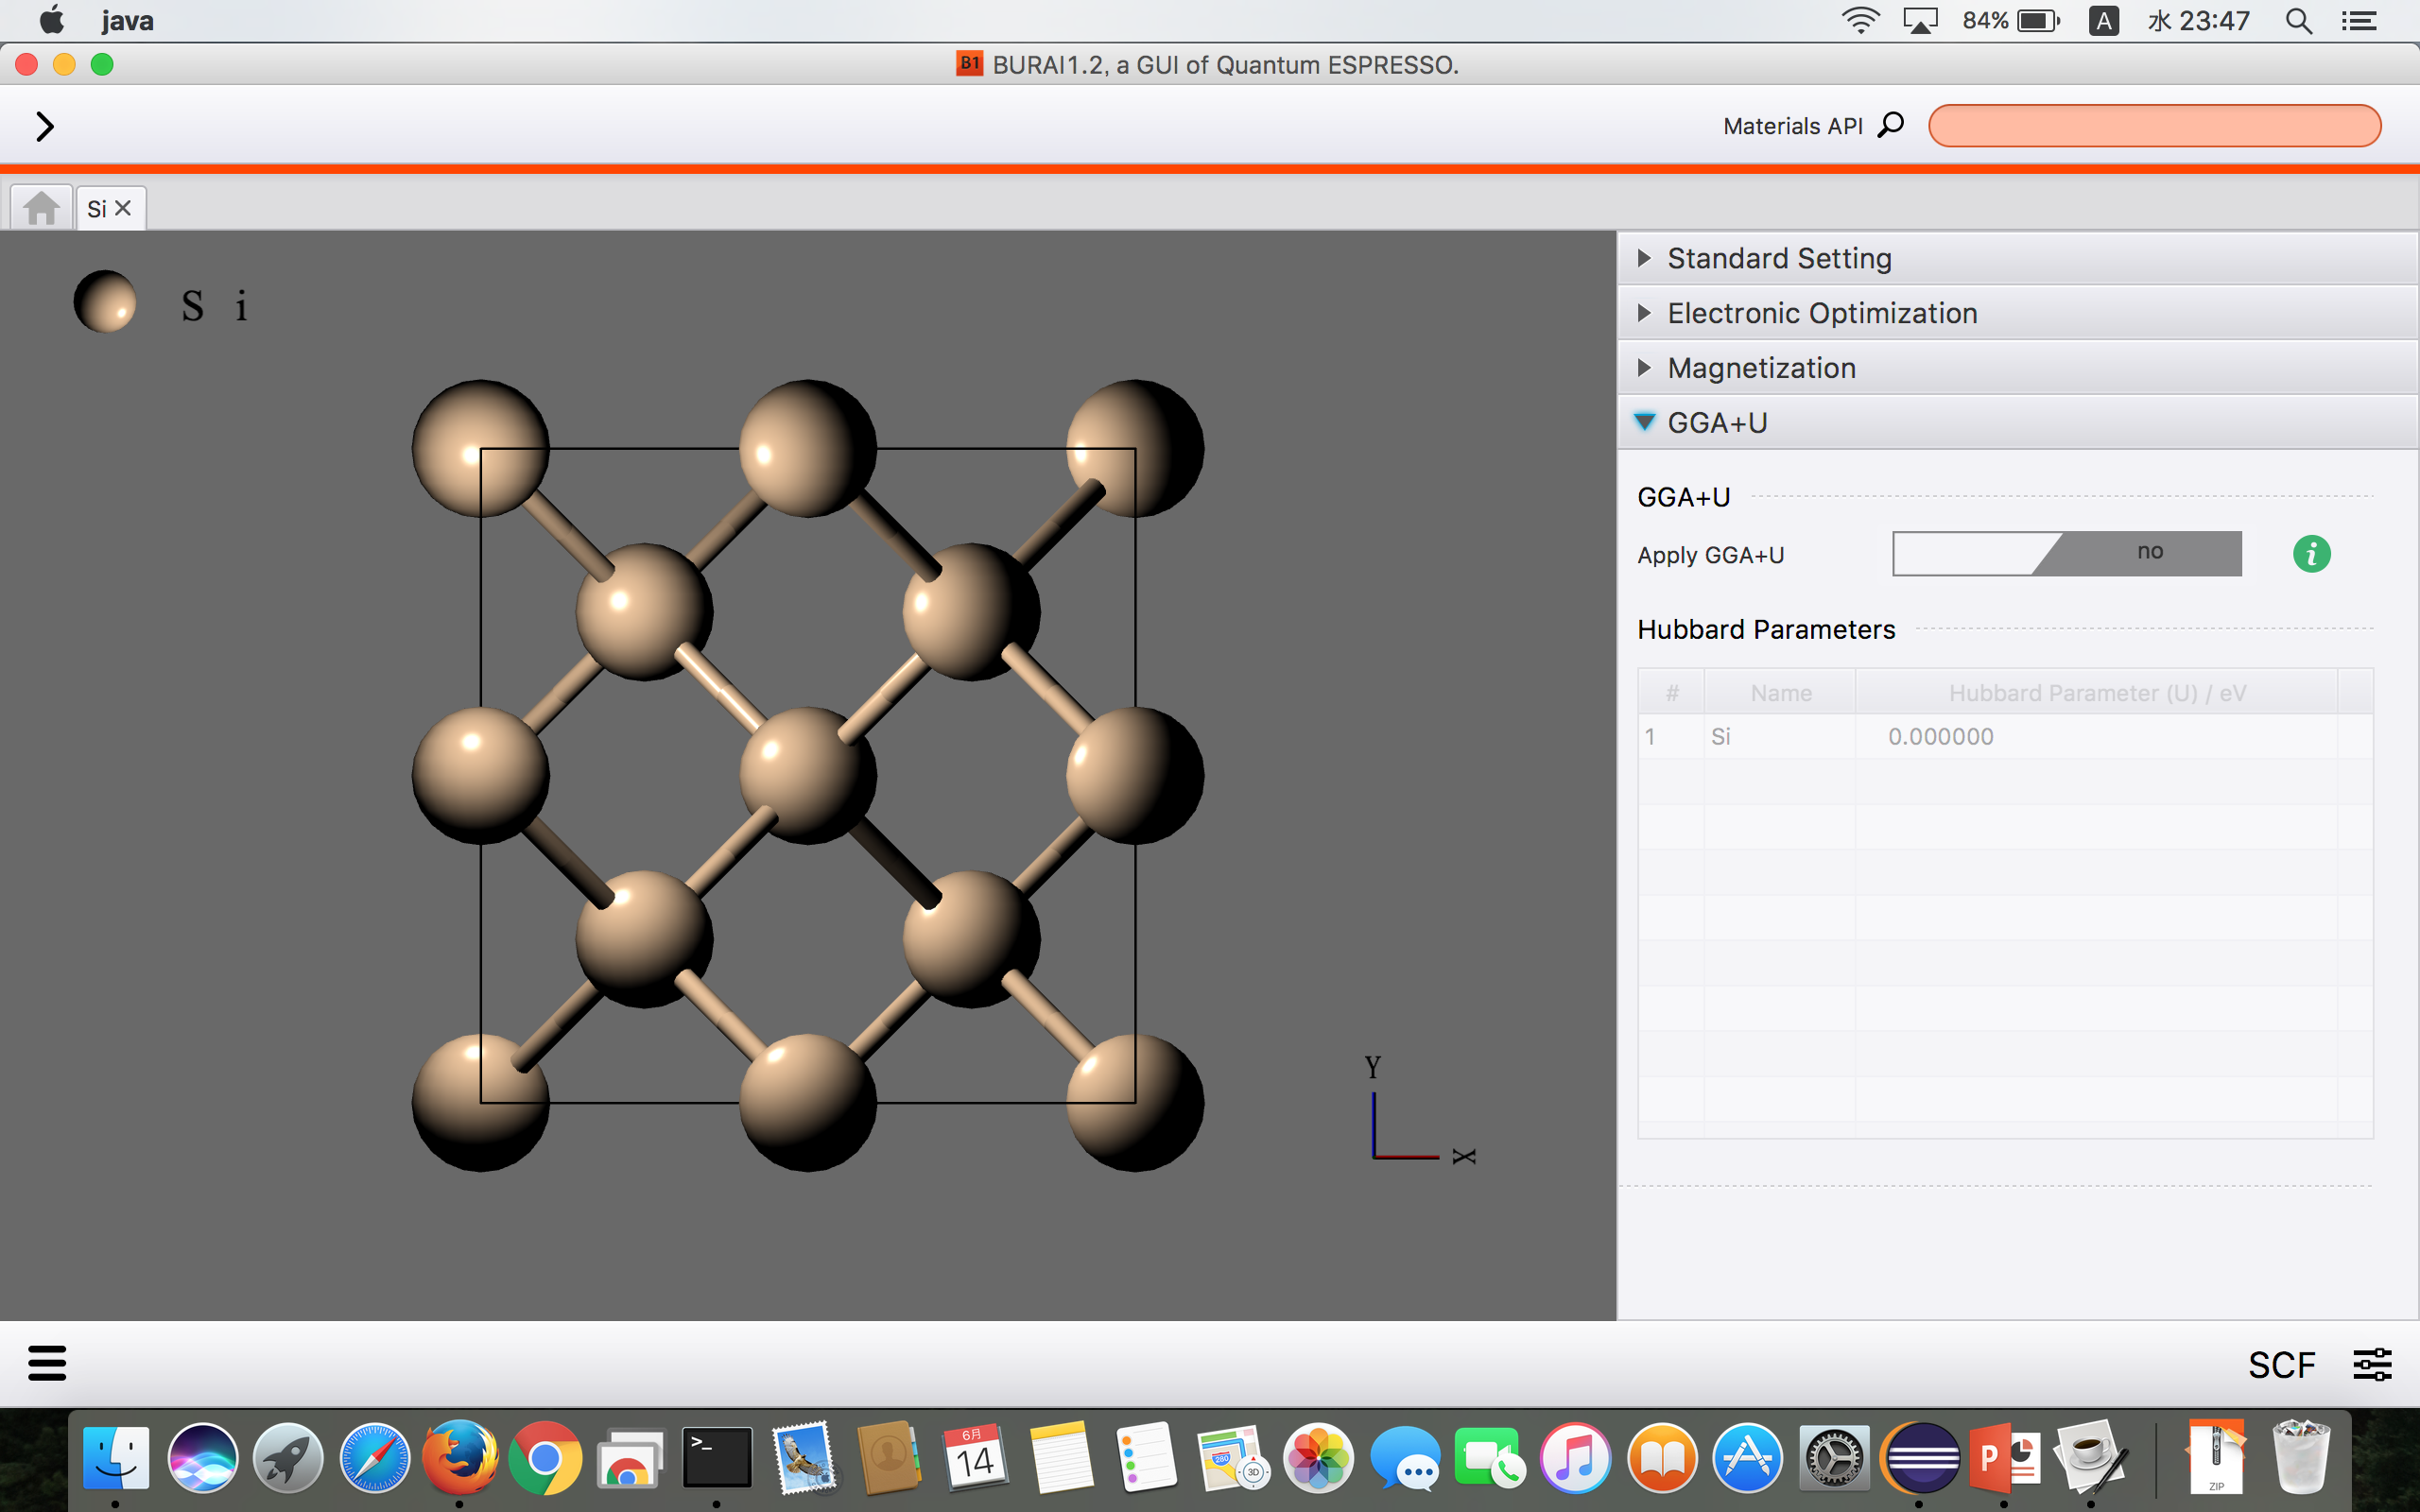 java
84%
A
水 23:47
B1 BURAI1.2, a GUI of Quantum ESPRESSO.
Materials API
Si
Standard Setting
Electronic Optimization
Magnetization
GGA+U
S i
GGA+U
Apply GGA+U
no
i
Hubbard Parameters
# Name Hubbard Parameter (U) / eV
1 Si 0.000000
Y
X
SCF
>_
6月
14
280
3D
P
ZIP